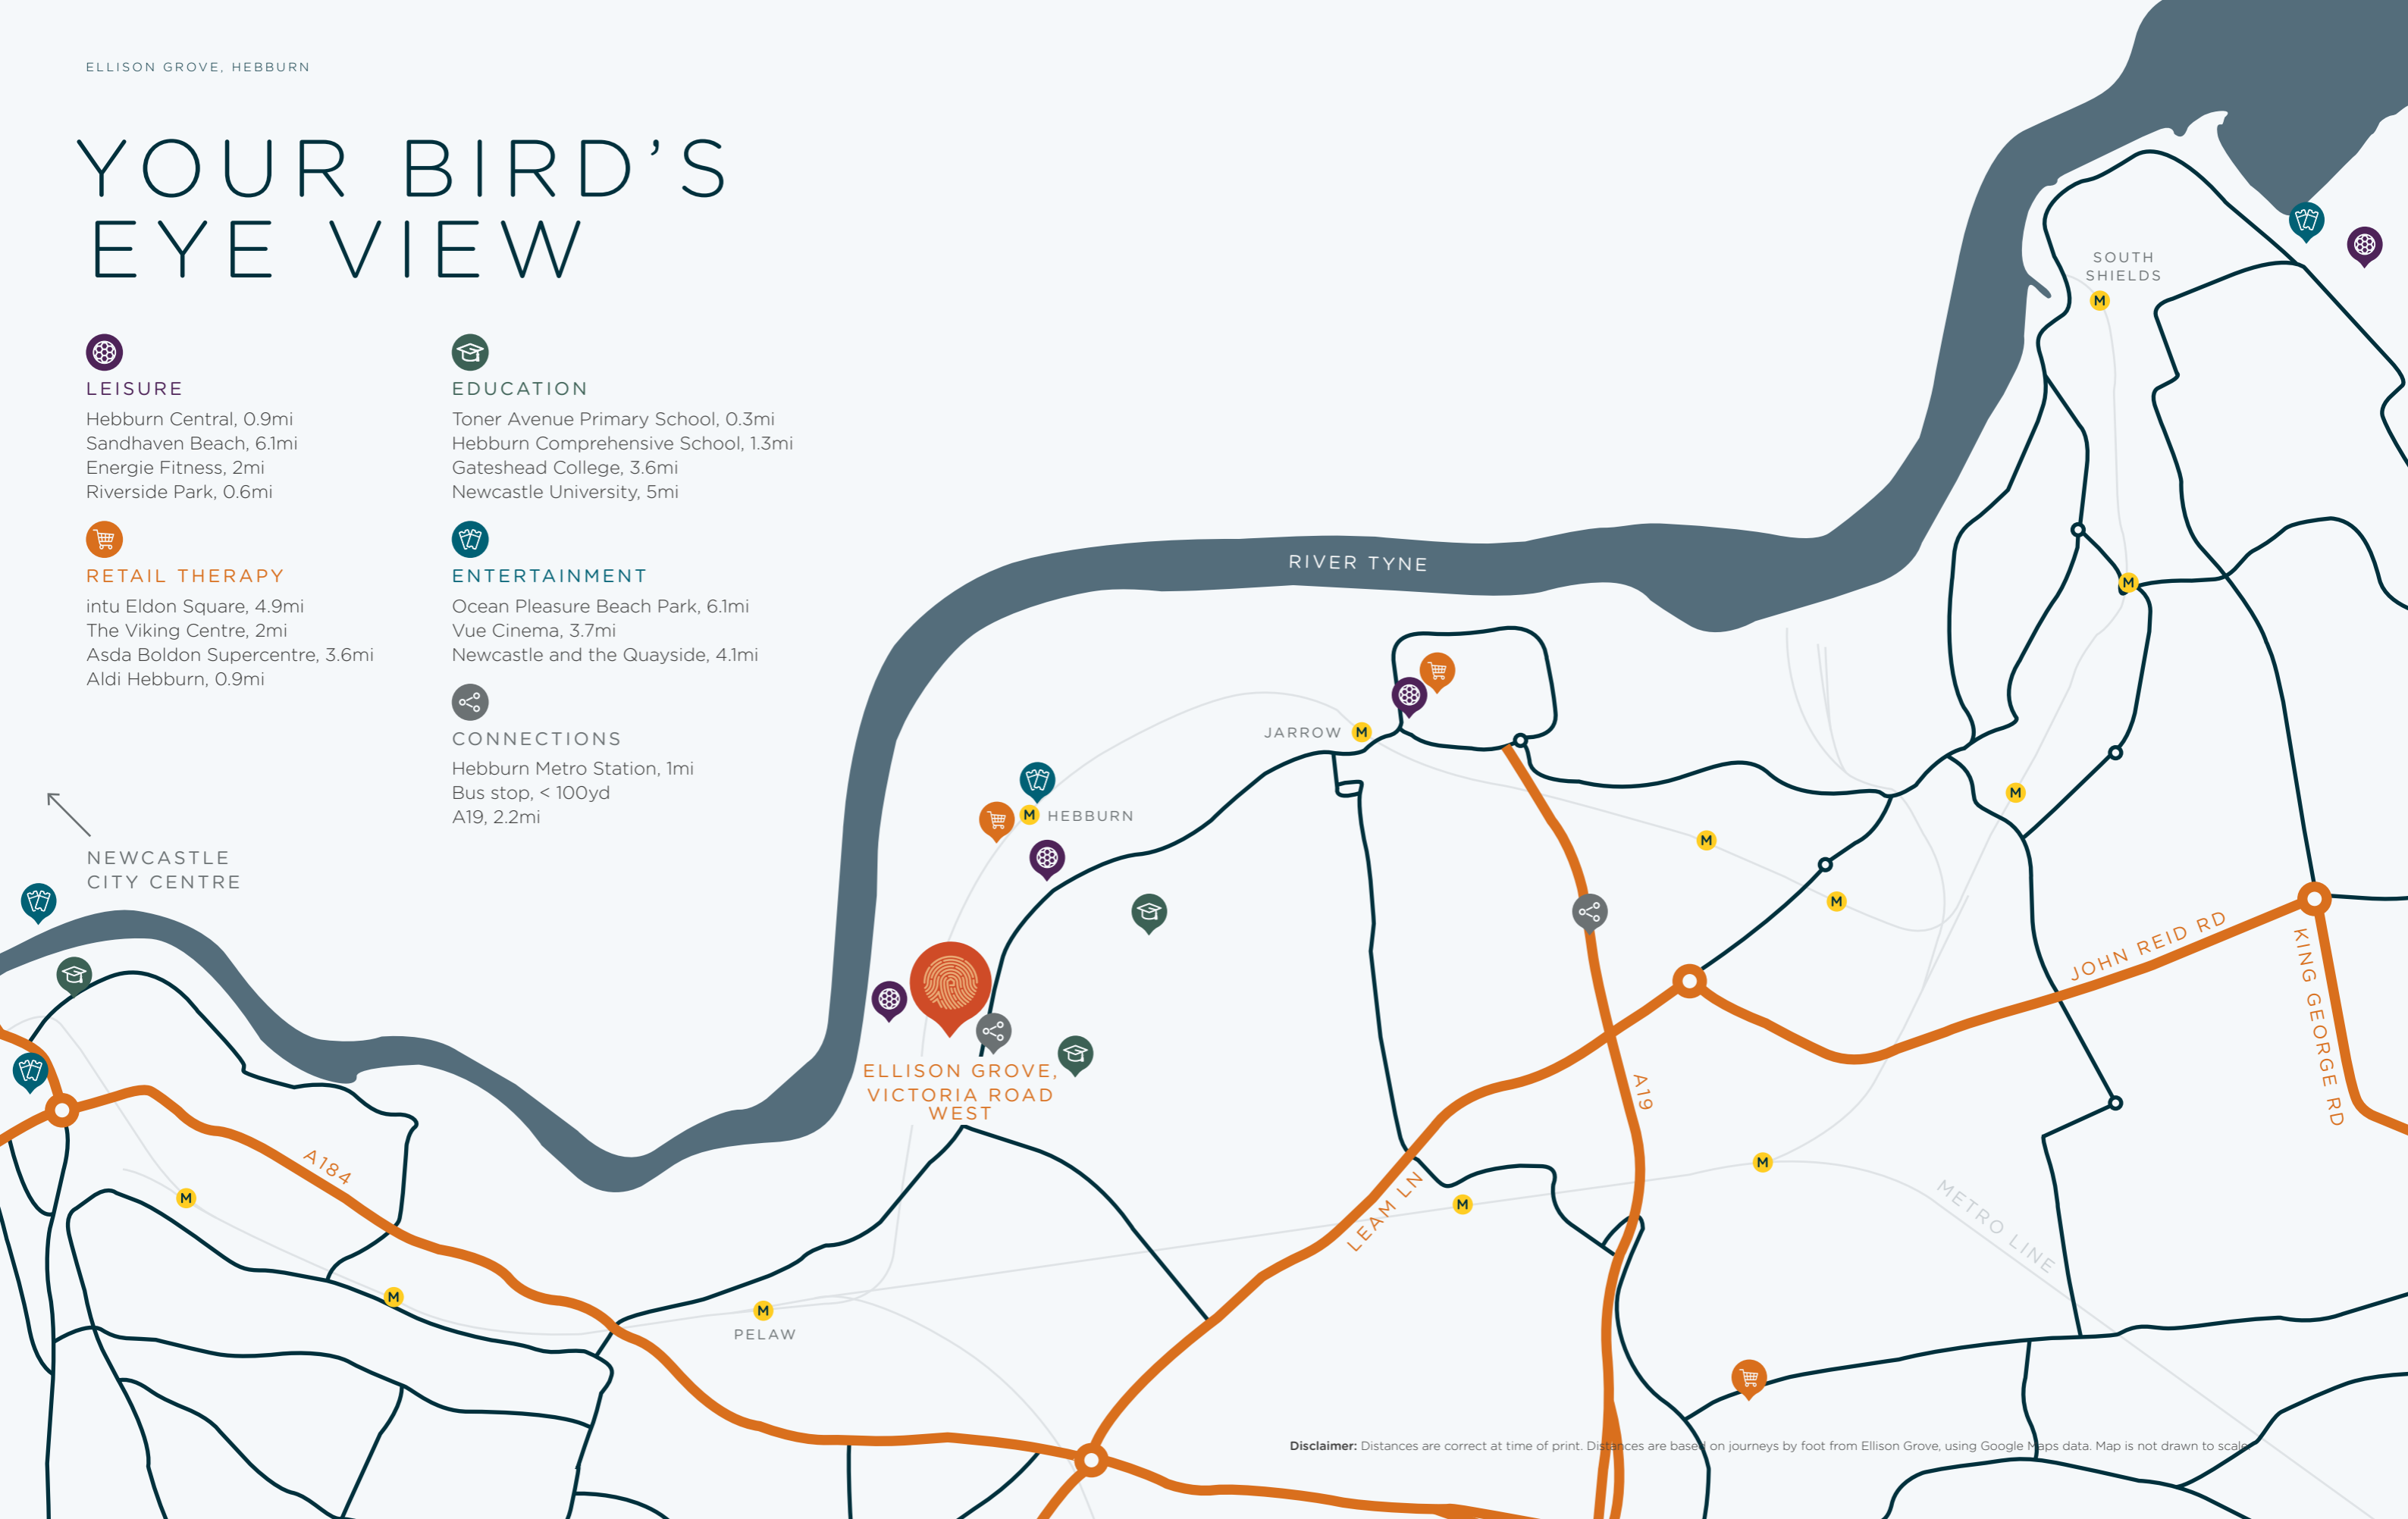 ELLISON GROVE, HEBBURN
YOUR BIRD'S
EYE VIEW
LEISURE
Hebburn Central, 0.9mi
Sandhaven Beach, 6.1mi
Energie Fitness, 2mi
Riverside Park, 0.6mi
RETAIL THERAPY
intu Eldon Square, 4.9mi
The Viking Centre, 2mi
Asda Boldon Supercentre, 3.6mi
Aldi Hebburn, 0.9mi
EDUCATION
Toner Avenue Primary School, 0.3mi
Hebburn Comprehensive School, 1.3mi
Gateshead College, 3.6mi
Newcastle University, 5mi
ENTERTAINMENT
Ocean Pleasure Beach Park, 6.1mi
Vue Cinema, 3.7mi
Newcastle and the Quayside, 4.1mi
CONNECTIONS
Hebburn Metro Station, 1mi
Bus stop, < 100yd
A19, 2.2mi
NEWCASTLE
CITY CENTRE
SOUTH
SHIELDS
M
M
RIVER TYNE
JARROW M
M HEBBURN
M
M
M
JOHN REID RD
KING GEORGE RD
ELLISON GROVE,
VICTORIA ROAD
WEST
A19
A184
M
LEAM LN
M
M
METRO LINE
M
M
PELAW
Disclaimer: Distances are correct at time of print. Distances are based on journeys by foot from Ellison Grove, using Google Maps data. Map is not drawn to scale.